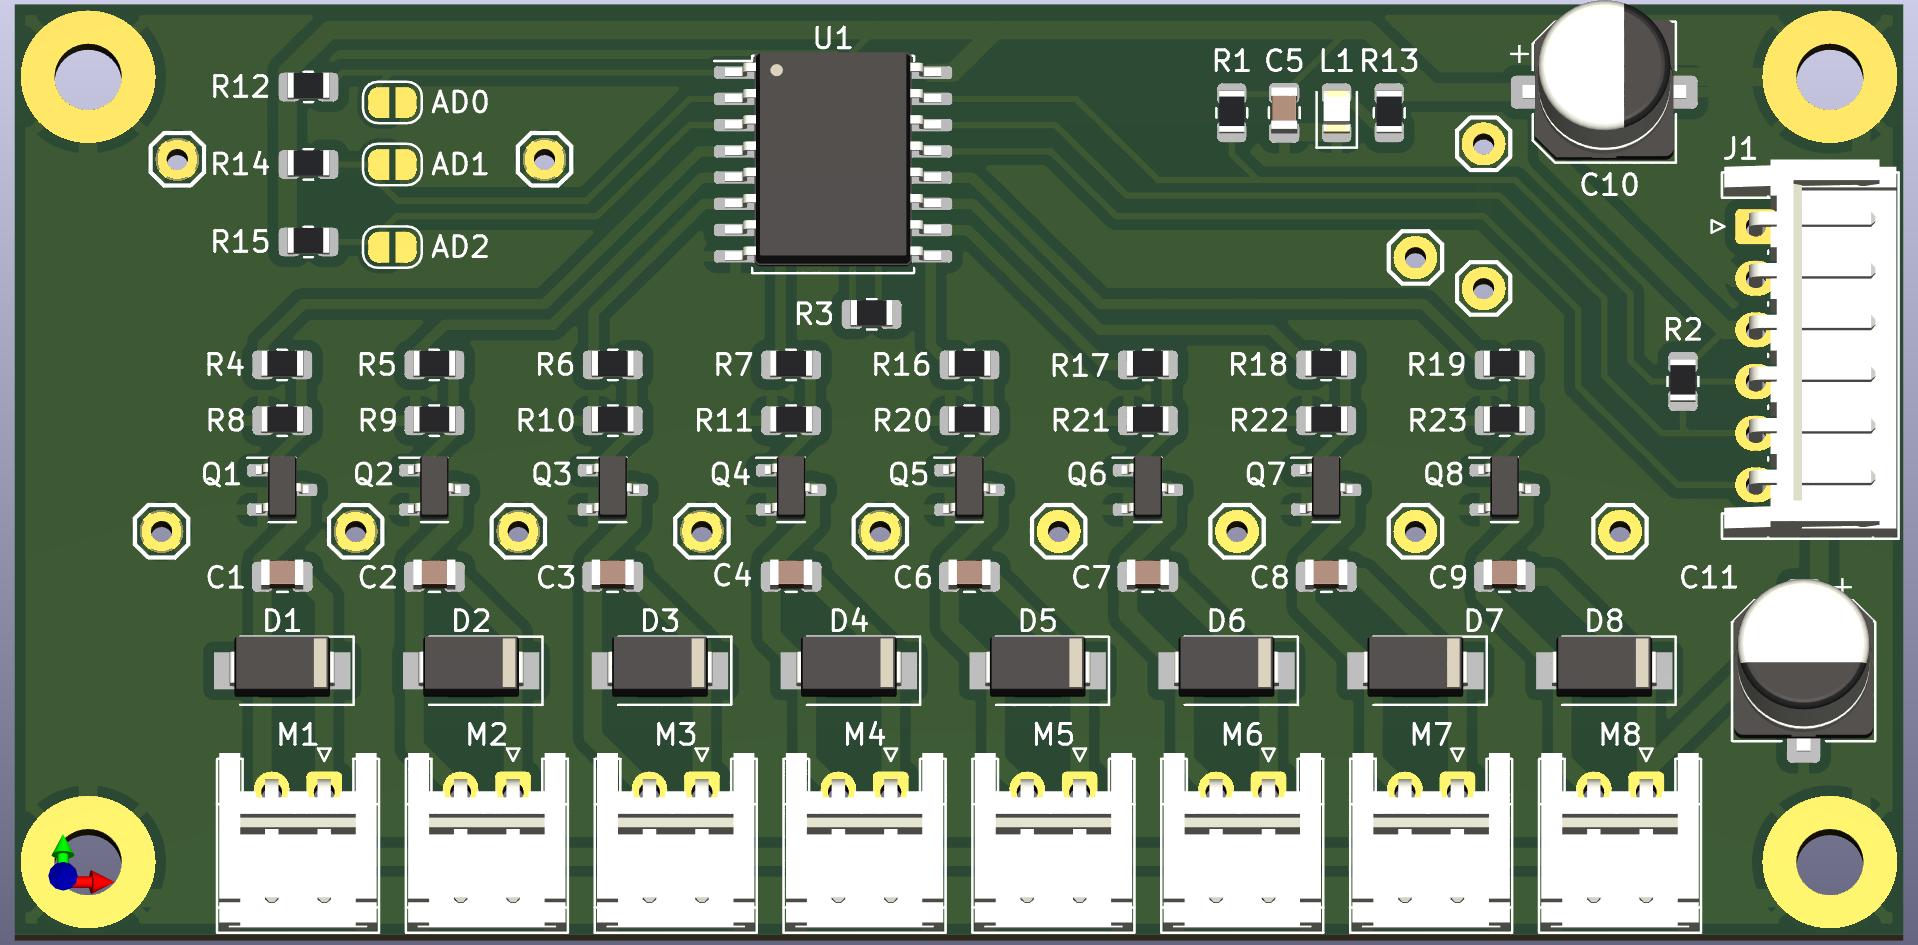 U1
R1 C5 L1 R13
+
R12 AD0
R14 AD1
R15 AD2
J1
C10
R3
R2
R4 R5 R6 R7 R16 R17 R18 R19
R8 R9 R10 R11 R20 R21 R22 R23
Q1 Q2 Q3 Q4 Q5 Q6 Q7 Q8
C1 C2 C3 C4 C6 C7 C8 C9 C11
+
D1 D2 D3 D4 D5 D6 D7 D8
M1 M2 M3 M4 M5 M6 M7 M8